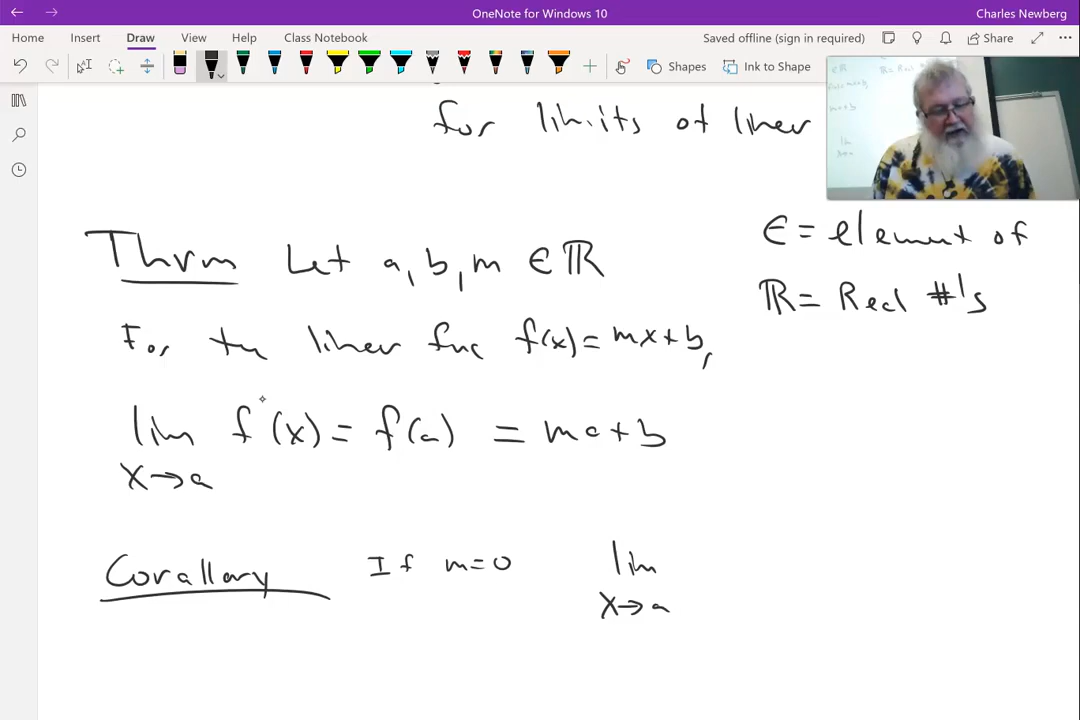 OneNote for Windows 10
Charles Newberg
Home Insert Draw View Help Class Notebook
Saved offline (sign in required)
Share
Shapes
Ink to Shape
for limits of liner
∈ = element of
Thrm Let a, b, m ∈ ℝ
ℝ = Real #'s
For the liner fnc f(x) = mx + b,
lim f(x) = f(a) = ma + b
x→a
Corallary If m = 0 lim
x→a